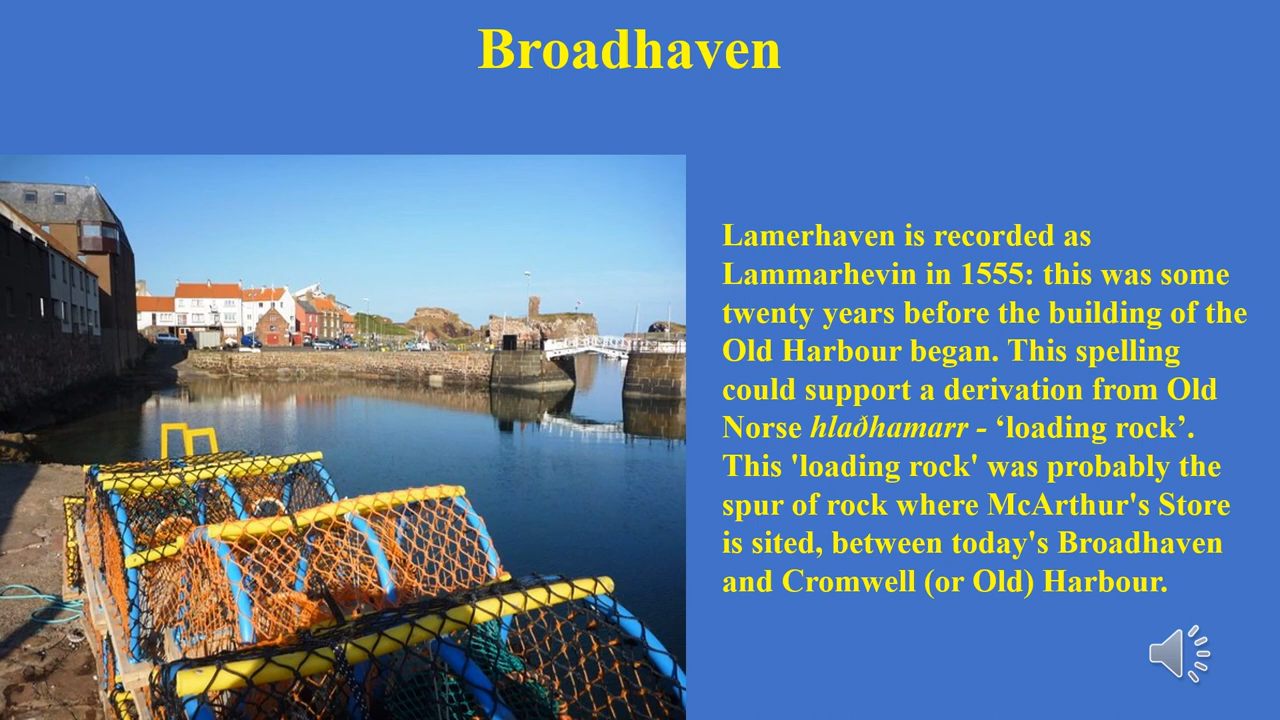 Broadhaven
Lamerhaven is recorded as
Lammarhevin in 1555: this was some
twenty years before the building of the
Old Harbour began. This spelling
could support a derivation from Old
Norse hlaðhamarr - ‘loading rock’.
This 'loading rock' was probably the
spur of rock where McArthur's Store
is sited, between today's Broadhaven
and Cromwell (or Old) Harbour.